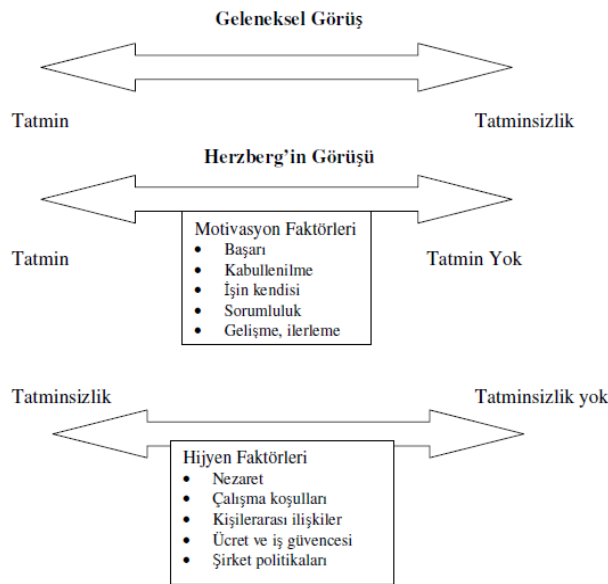 Geleneksel Görüş
Tatmin Tatminsizlik
Herzberg'in Görüşü
Tatmin Tatmin Yok
Motivasyon Faktörleri
• Başarı
• Kabullenilme
• İşin kendisi
• Sorumluluk
• Gelişme, ilerleme
Tatminsizlik Tatminsizlik yok
Hijyen Faktörleri
• Nezaret
• Çalışma koşulları
• Kişilerarası ilişkiler
• Ücret ve iş güvencesi
• Şirket politikaları